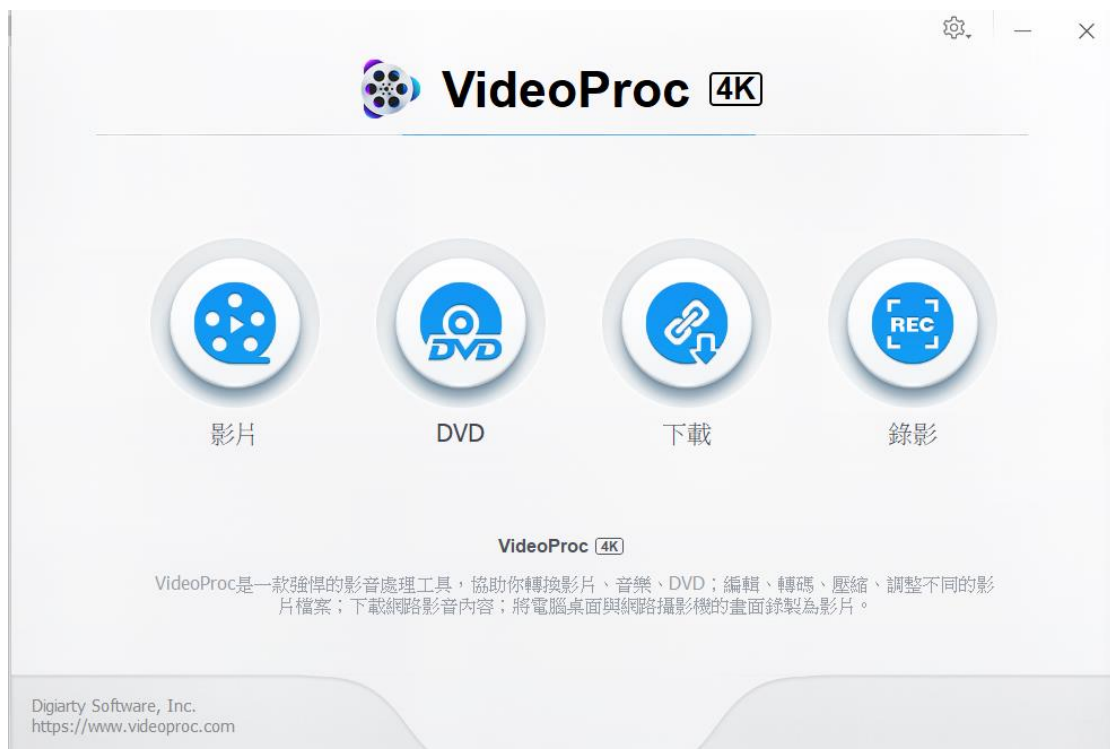 VideoProc 4K
DVD
REC
影片
DVD
下載
錄影
VideoProc 4K
VideoProc是一款強悍的影音處理工具，協助你轉換影片、音樂、DVD；編輯、轉碼、壓縮、調整不同的影
片檔案；下載網路影音內容；將電腦桌面與網路攝影機的畫面錄製為影片。
Digiarty Software, Inc.
https://www.videoproc.com